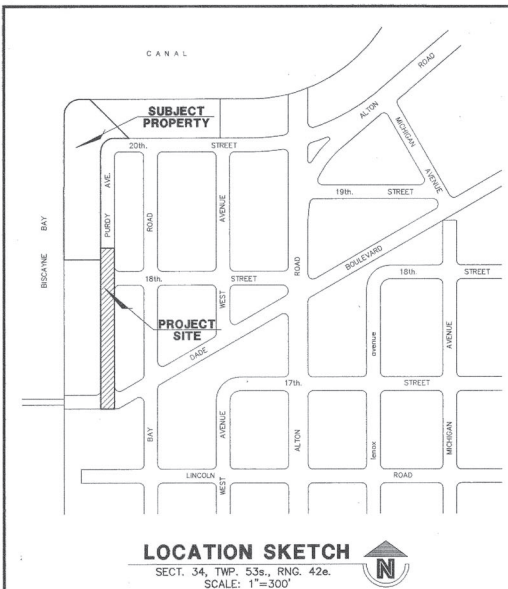 CANAL
SUBJECT
PROPERTY
ALTON
ROAD
MICHIGAN
AVENUE
20th.
STREET
PURDY AVE.
ROAD
AVENUE
19th.
STREET
BISCAYNE BAY
BOULEVARD
ROAD
18th.
STREET
18th.
STREET
WEST
PROJECT
SITE
DADE
avenue
AVENUE
17th.
STREET
BAY
AVENUE
ALTON
lenox
MICHIGAN
LINCOLN
ROAD
WEST
LOCATION SKETCH
SECT. 34, TWP. 53s., RNG. 42e.
SCALE: 1"=300'
N